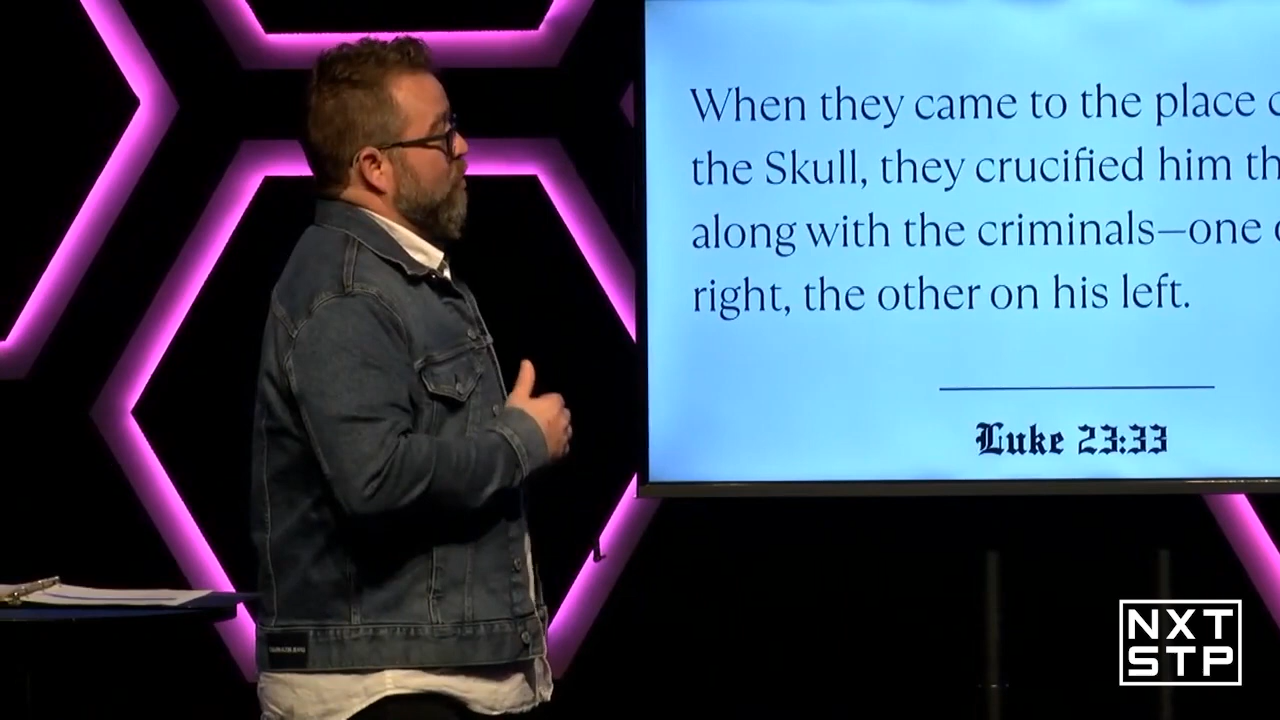 When they came to the place
the Skull, they crucified him
along with the criminals—one
right, the other on his left.
Luke 23:33
NXT
STP